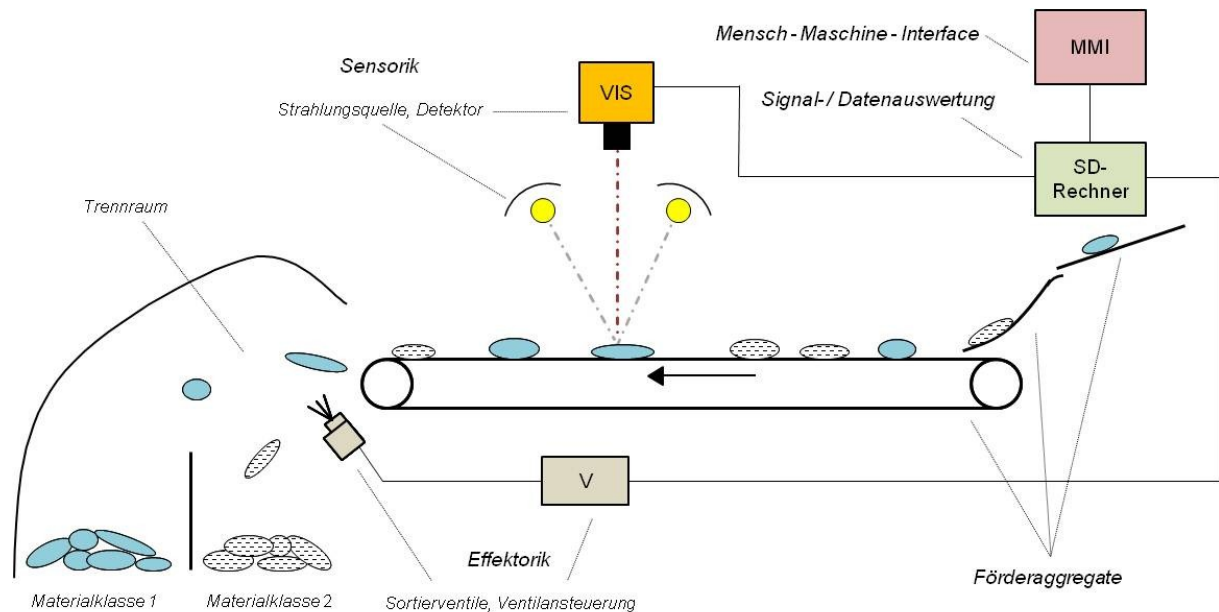 Mensch - Maschine - Interface
MMI
Sensorik
VIS
Strahlungsquelle, Detektor
Signal-/ Datenauswertung
SD-
Rechner
Trennraum
V
Effektorik
Förderaggregate
Materialklasse 1
Materialklasse 2
Sortierventile, Ventilansteuerung